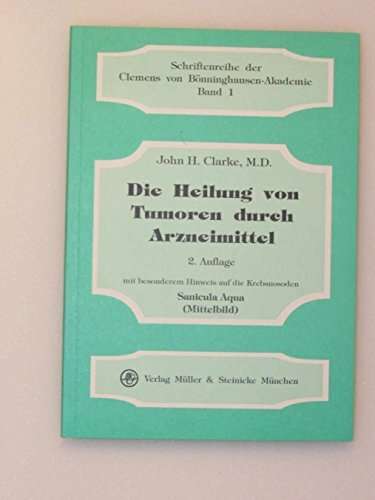 Schriftenreihe der
Clemens von Bönninghausen-Akademie
Band 1
John H. Clarke, M.D.
Die Heilung von
Tumoren durch
Arzneimittel
2. Auflage
mit besonderem Hinweis auf die Krebsnosoden
Sanicula Aqua
(Mittelbild)
Verlag Müller & Steinicke München